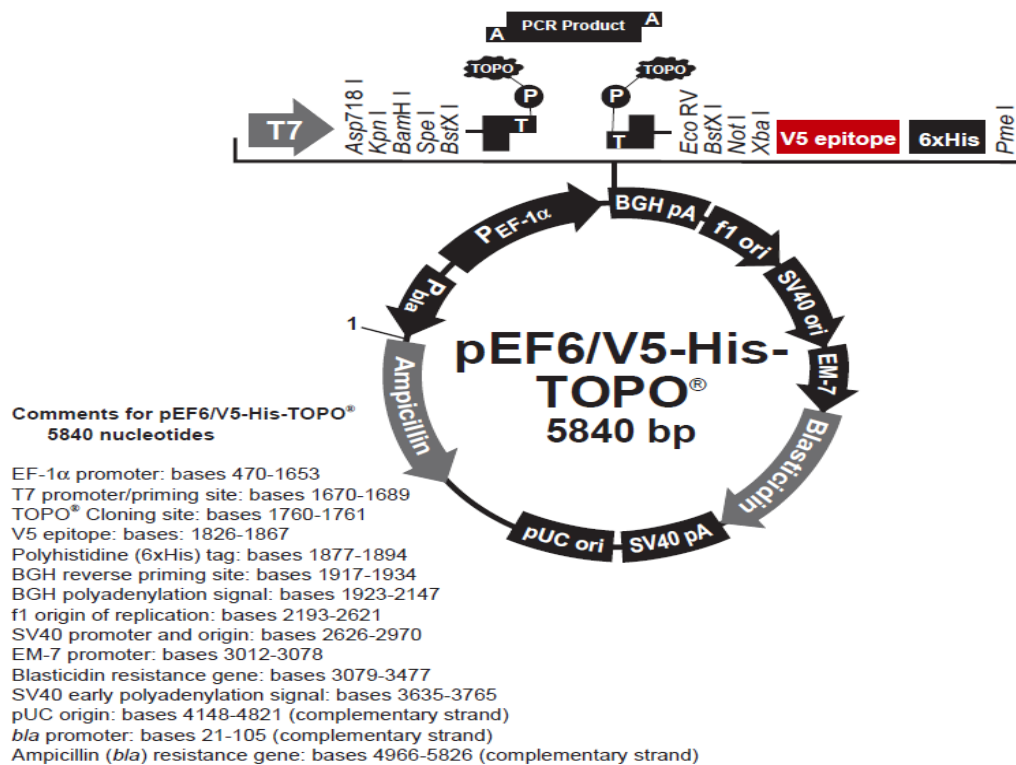 A PCR Product A
TOPO TOPO
P P
T7 Asp718 I Kpn I BamH I Spe I BstX I T T Eco RV BstX I Not I Xba I V5 epitope 6xHis Pme I
PEF-1α BGH pA f1 ori
Pbla SV40 ori
1
pEF6/V5-His-
TOPO®
5840 bp
EM-7
Ampicillin Blasticidin
pUC ori SV40 pA
Comments for pEF6/V5-His-TOPO®
5840 nucleotides
EF-1α promoter: bases 470-1653
T7 promoter/priming site: bases 1670-1689
TOPO® Cloning site: bases 1760-1761
V5 epitope: bases: 1826-1867
Polyhistidine (6xHis) tag: bases 1877-1894
BGH reverse priming site: bases 1917-1934
BGH polyadenylation signal: bases 1923-2147
f1 origin of replication: bases 2193-2621
SV40 promoter and origin: bases 2626-2970
EM-7 promoter: bases 3012-3078
Blasticidin resistance gene: bases 3079-3477
SV40 early polyadenylation signal: bases 3635-3765
pUC origin: bases 4148-4821 (complementary strand)
bla promoter: bases 21-105 (complementary strand)
Ampicillin (bla) resistance gene: bases 4966-5826 (complementary strand)